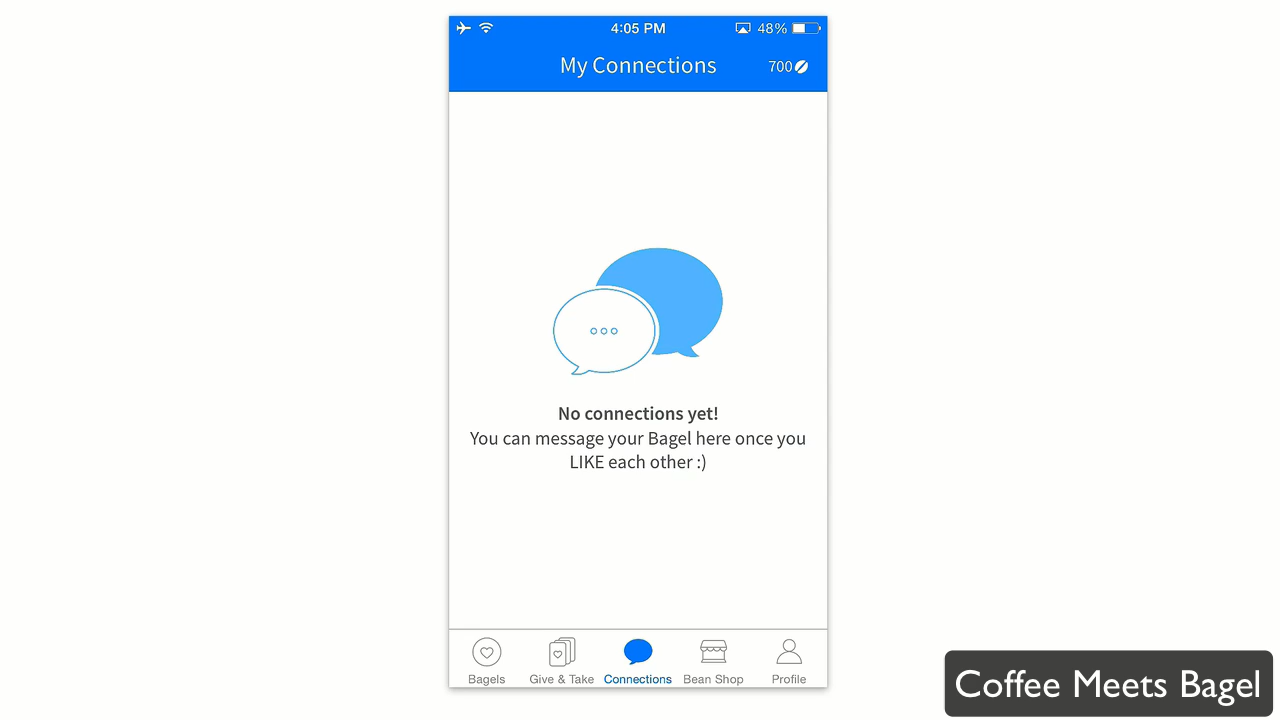 4:05 PM
48%
My Connections
700
No connections yet!
You can message your Bagel here once you
LIKE each other :)
Bagels
Give & Take
Connections
Bean Shop
Profile
Coffee Meets Bagel